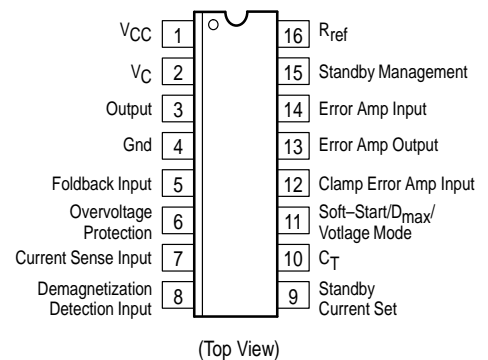 VCC 1 16 Rref
VC 2 15 Standby Management
Output 3 14 Error Amp Input
Gnd 4 13 Error Amp Output
Foldback Input 5 12 Clamp Error Amp Input
Overvoltage
Protection 6 11 Soft–Start/Dmax/
Votlage Mode
Current Sense Input 7 10 CT
Demagnetization
Detection Input 8 9 Standby
Current Set
(Top View)